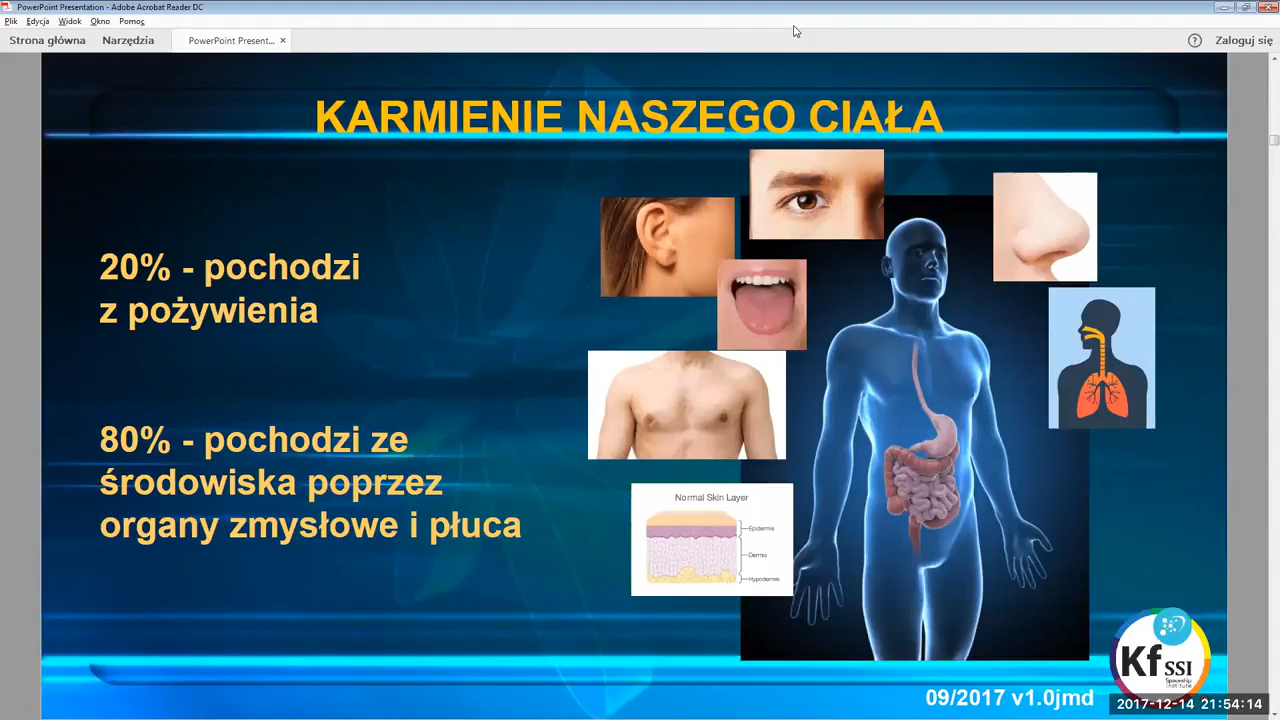 PowerPoint Presentation - Adobe Acrobat Reader DC
Plik Edycja Widok Okno Pomoc
Strona główna Narzędzia PowerPoint Present... × ? Zaloguj się
KARMIENIE NASZEGO CIAŁA
20% - pochodzi
z pożywienia
80% - pochodzi ze
środowiska poprzez
organy zmysłowe i płuca
Normal Skin Layer
Epidermis
Dermis
Hypodermis
Kf SSI
Spaceship
Institute
09/2017 v1.0jmd
2017-12-14 21:54:14